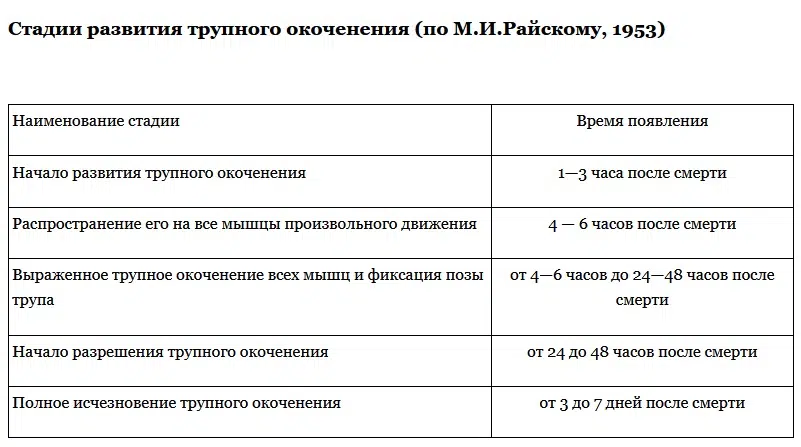 Стадии развития трупного окоченения (по М.И.Райскому, 1953)
Наименование стадии
Время появления
Начало развития трупного окоченения
1—3 часа после смерти
Распространение его на все мышцы произвольного движения
4 — 6 часов после смерти
Выраженное трупное окоченение всех мышц и фиксация позы
трупа
от 4—6 часов до 24—48 часов после
смерти
Начало разрешения трупного окоченения
от 24 до 48 часов после смерти
Полное исчезновение трупного окоченения
от 3 до 7 дней после смерти